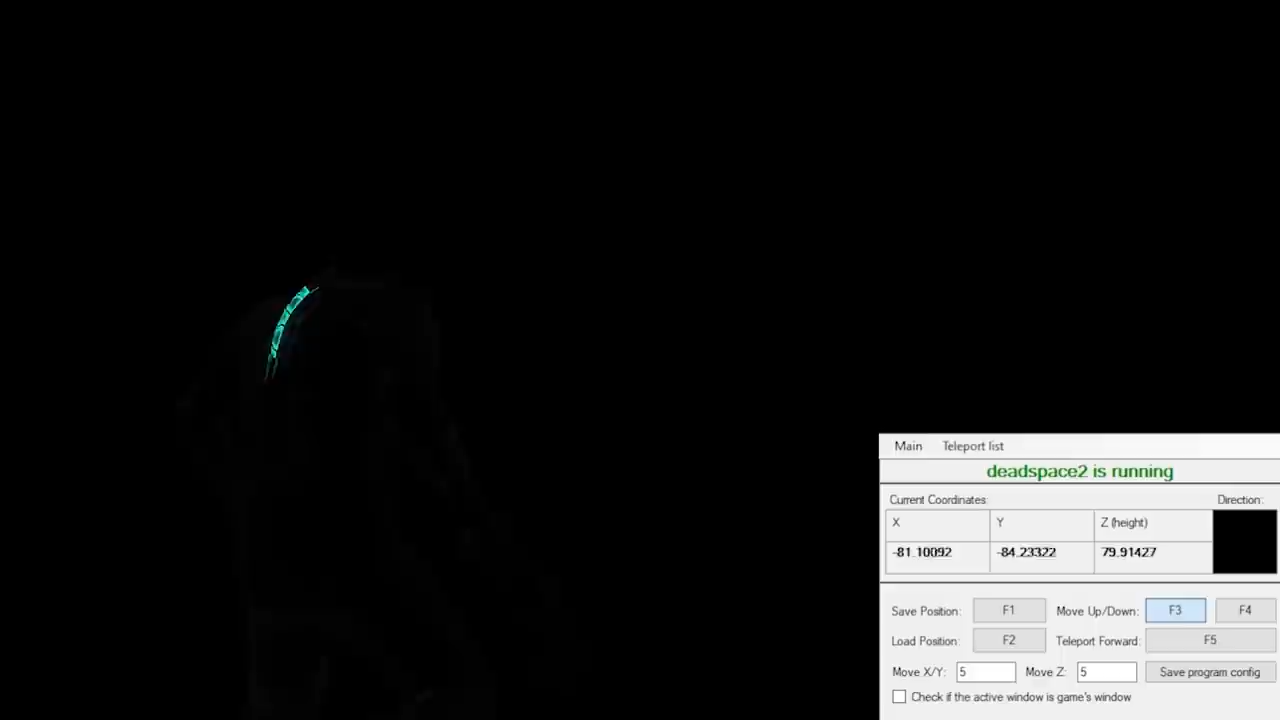 Main Teleport list
deadspace2 is running
Current Coordinates: Direction:
X Y Z (height)
-81.10092 -84.23322 79.91427
Save Position: F1 Move Up/Down: F3 F4
Load Position: F2 Teleport Forward: F5
Move X/Y: 5 Move Z: 5 Save program config
Check if the active window is game's window